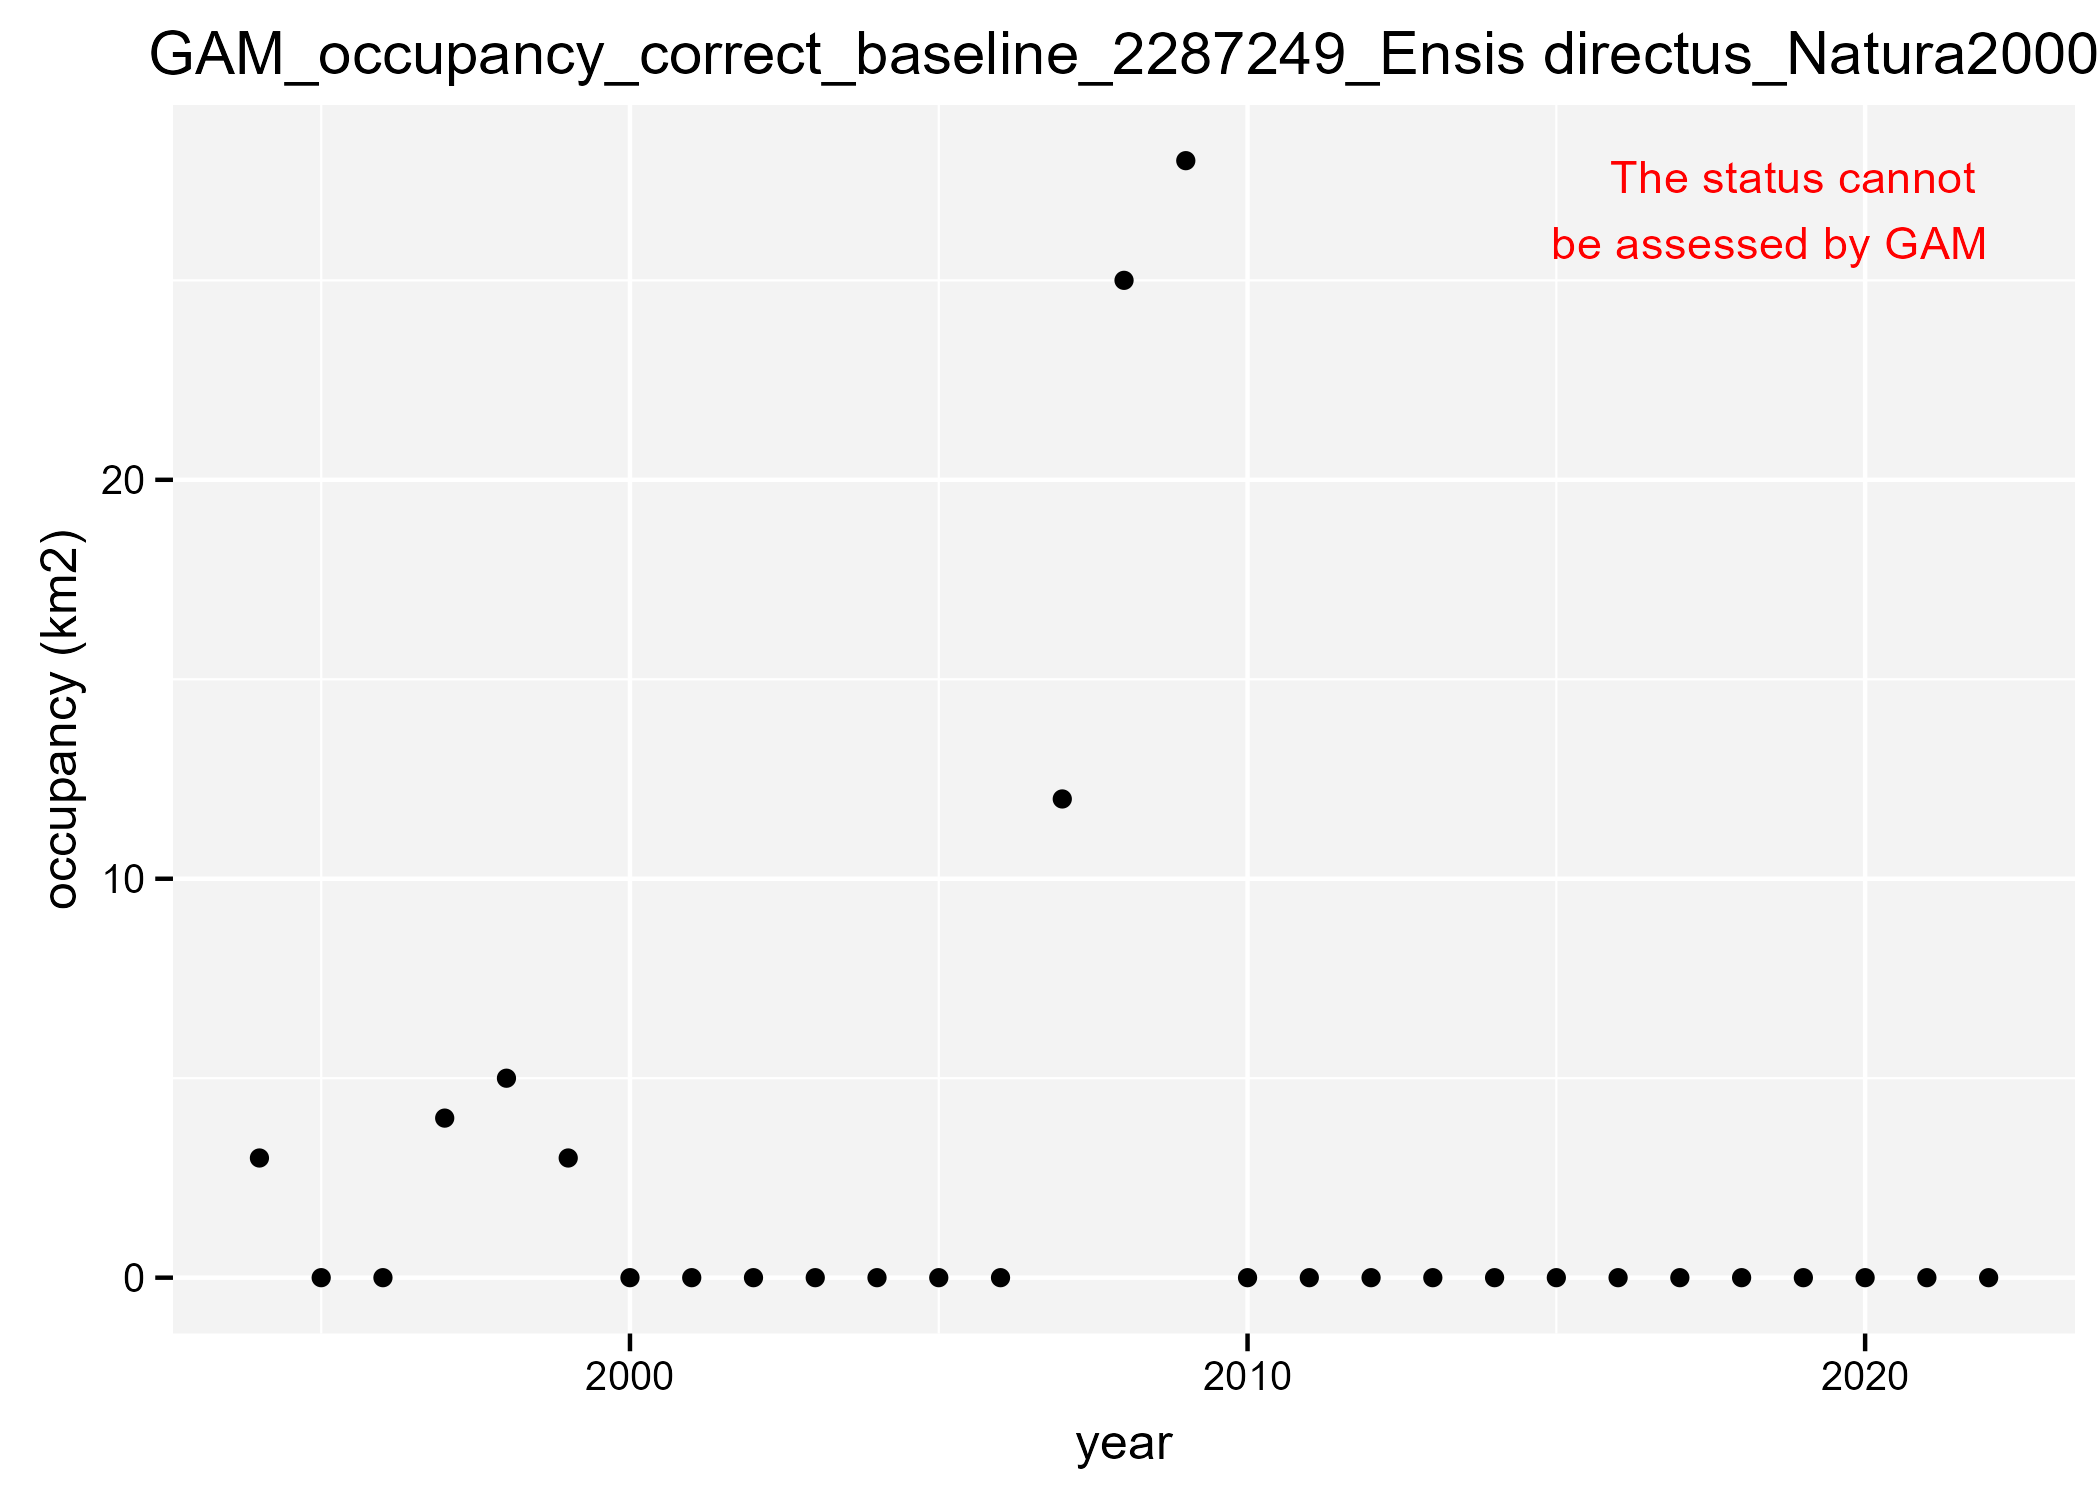 GAM_occupancy_correct_baseline_2287249_Ensis directus_Natura2000
The status cannot
be assessed by GAM
20
10
0
occupancy (km2)
2000
2010
2020
year